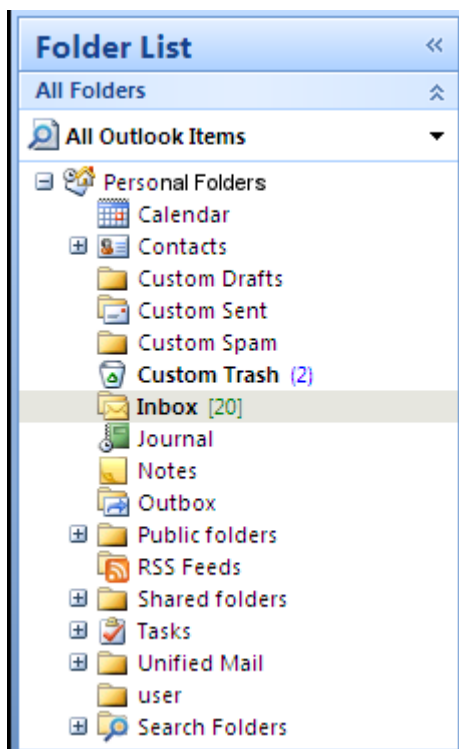 Folder List
All Folders
All Outlook Items
Personal Folders
Calendar
Contacts
Custom Drafts
Custom Sent
Custom Spam
Custom Trash (2)
Inbox [20]
Journal
Notes
Outbox
Public folders
RSS Feeds
Shared folders
Tasks
Unified Mail
user
Search Folders